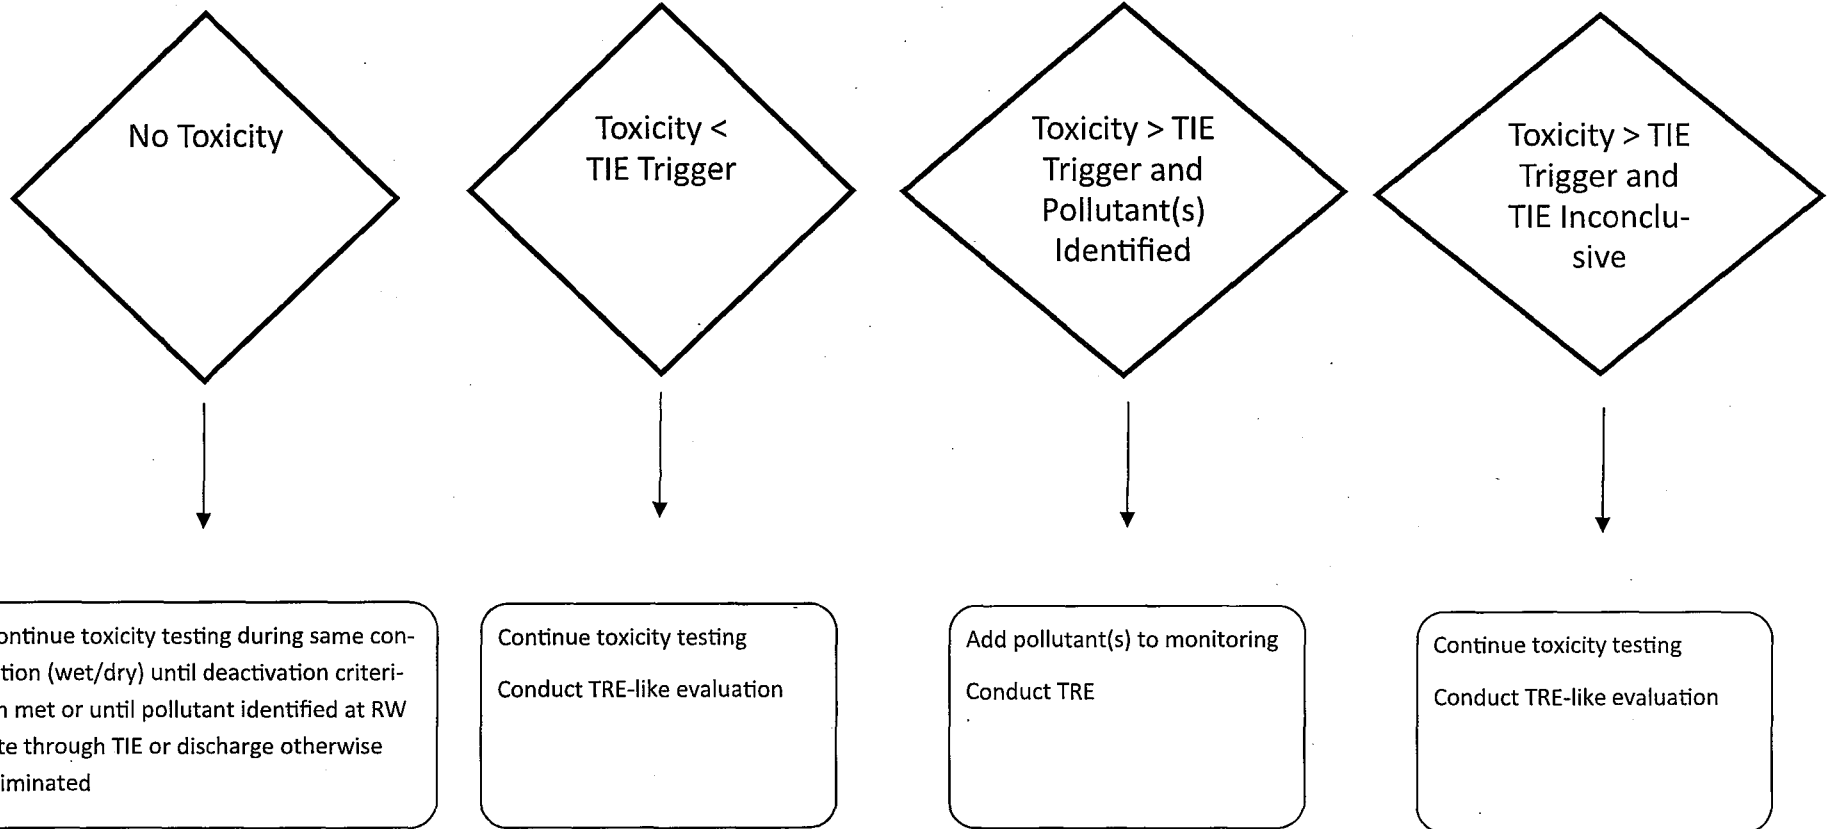 No Toxicity
Toxicity <
TIE Trigger
Toxicity > TIE
Trigger and
Pollutant(s)
Identified
Toxicity > TIE
Trigger and
TIE Inconclu-
sive
ontinue toxicity testing during same con-
tion (wet/dry) until deactivation criteri-
n met or until pollutant identified at RW
te through TIE or discharge otherwise
iminated
Continue toxicity testing
Conduct TRE-like evaluation
Add pollutant(s) to monitoring
Conduct TRE
Continue toxicity testing
Conduct TRE-like evaluation